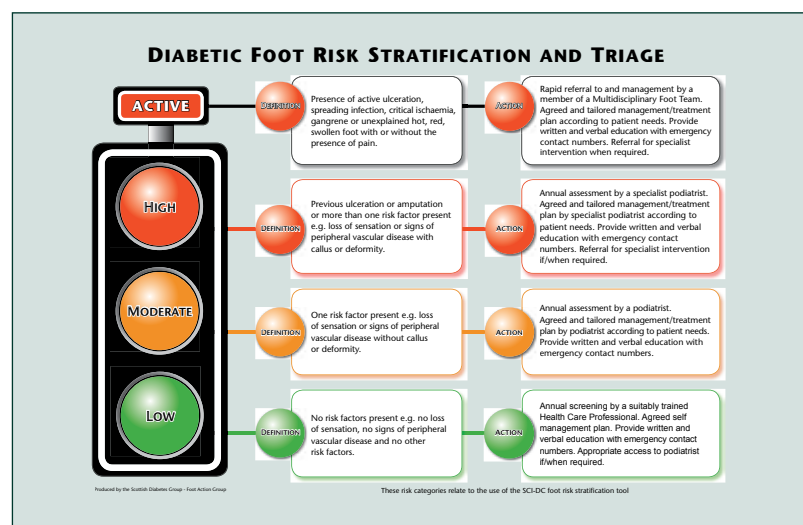 DIABETIC FOOT RISK STRATIFICATION AND TRIAGE
ACTIVE
DEFINITION
Presence of active ulceration,
spreading infection, critical ischaemia,
gangrene or unexplained hot, red,
swollen foot with or without the
presence of pain.
ACTION
Rapid referral to and management by a
member of a Multidisciplinary Foot Team.
Agreed and tailored management/treatment
plan according to patient needs. Provide
written and verbal education with emergency
contact numbers. Referral for specialist
intervention when required.
HIGH
DEFINITION
Previous ulceration or amputation
or more than one risk factor present
e.g. loss of sensation or signs of
peripheral vascular disease with
callus or deformity.
ACTION
Annual assessment by a specialist podiatrist.
Agreed and tailored management/treatment
plan by specialist podiatrist according to
patient needs. Provide written and verbal
education with emergency contact
numbers. Referral for specialist intervention
if/when required.
MODERATE
DEFINITION
One risk factor present e.g. loss
of sensation or signs of peripheral
vascular disease without callus
or deformity.
ACTION
Annual assessment by a podiatrist.
Agreed and tailored management/treatment
plan by podiatrist according to patient needs.
Provide written and verbal education with
emergency contact numbers.
LOW
DEFINITION
No risk factors present e.g. no loss
of sensation, no signs of peripheral
vascular disease and no other
risk factors.
ACTION
Annual screening by a suitably trained
Health Care Professional. Agreed self
management plan. Provide written and
verbal education with emergency contact
numbers. Appropriate access to podiatrist
if/when required.
Produced by the Scottish Diabetes Group - Foot Action Group
These risk categories relate to the use of the SCI-DC foot risk stratification tool